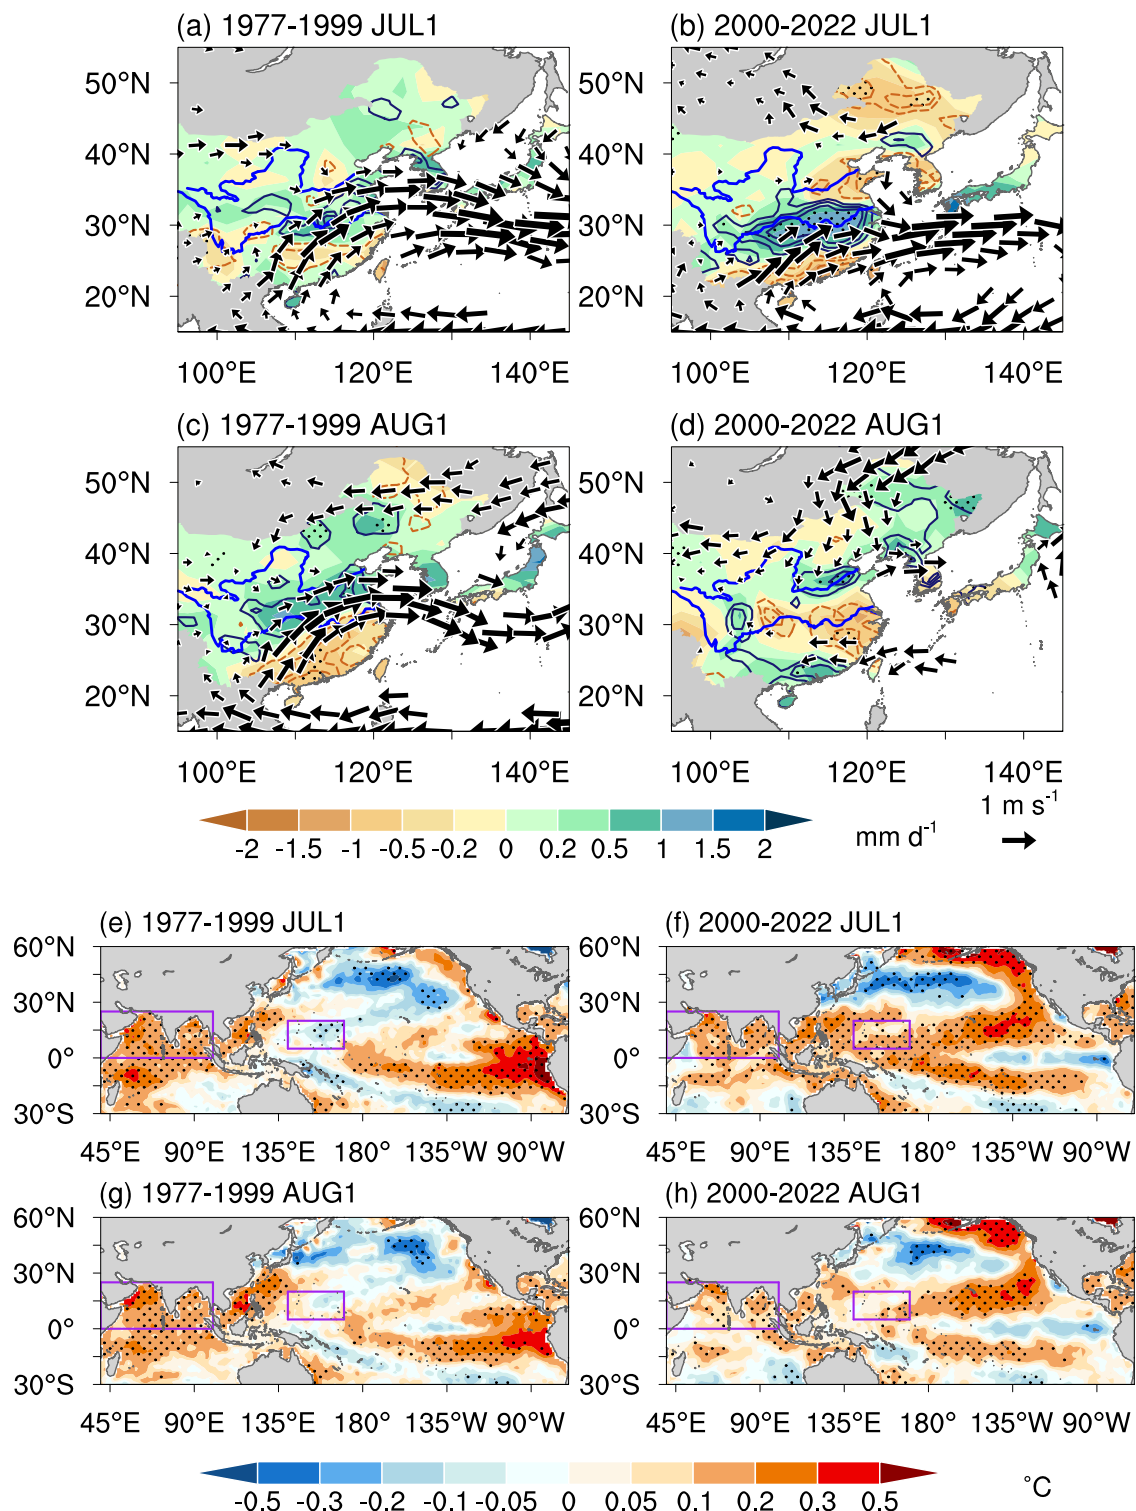 (a) 1977-1999 JUL1
(b) 2000-2022 JUL1
50°N
40°N
30°N
20°N
50°N
40°N
30°N
20°N
100°E 120°E 140°E
100°E 120°E 140°E
(c) 1977-1999 AUG1
(d) 2000-2022 AUG1
50°N
40°N
30°N
20°N
50°N
40°N
30°N
20°N
100°E 120°E 140°E
100°E 120°E 140°E
-2 -1.5 -1 -0.5 -0.2 0 0.2 0.5 1 1.5 2
mm d⁻¹
1 m s⁻¹
(e) 1977-1999 JUL1
(f) 2000-2022 JUL1
60°N
30°N
0°
30°S
60°N
30°N
0°
30°S
45°E 90°E 135°E 180° 135°W 90°W
45°E 90°E 135°E 180° 135°W 90°W
(g) 1977-1999 AUG1
(h) 2000-2022 AUG1
60°N
30°N
0°
30°S
60°N
30°N
0°
30°S
45°E 90°E 135°E 180° 135°W 90°W
45°E 90°E 135°E 180° 135°W 90°W
-0.5 -0.3 -0.2 -0.1 -0.05 0 0.05 0.1 0.2 0.3 0.5
°C